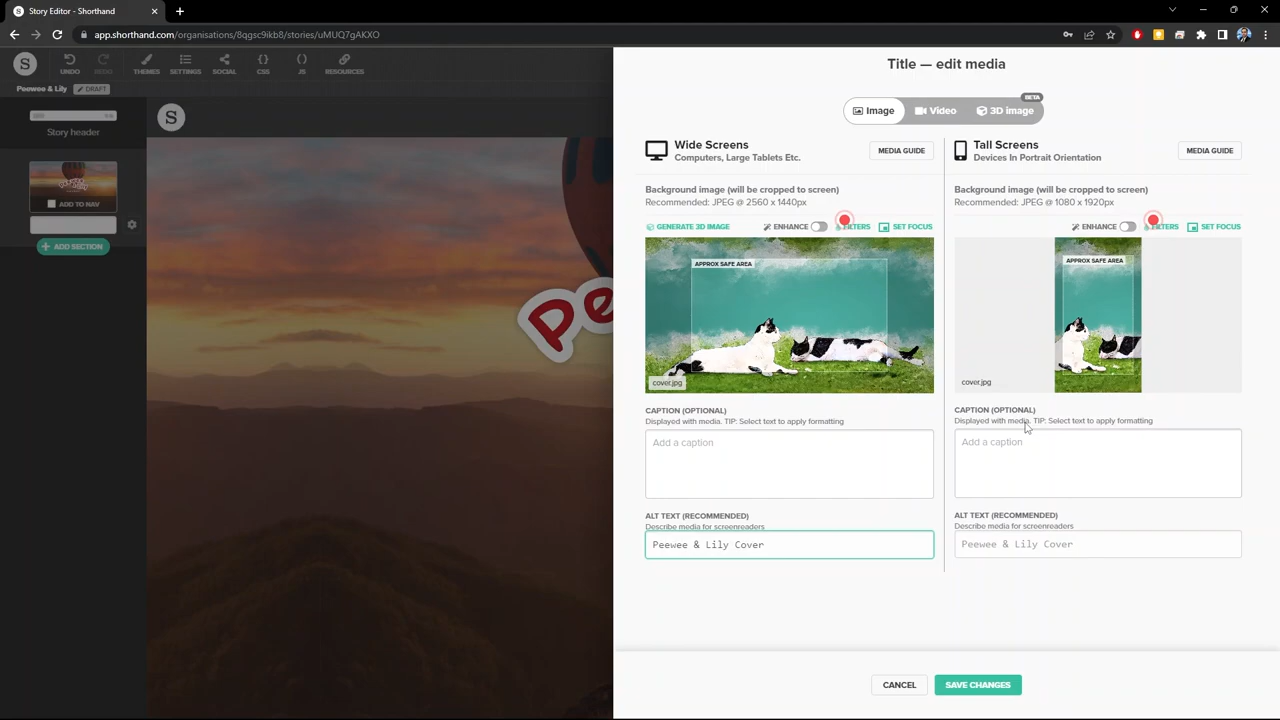 Story Editor - Shorthand
app.shorthand.com/organisations/8qgsc9ikb8/stories/uMUQ7gAKXO
S
UNDO
REDO
THEMES
SETTINGS
SOCIAL
CSS
JS
RESOURCES
Peewee & Lily
DRAFT
Story header
ADD TO NAV
ADD SECTION
S
Pe
Title — edit media
Image
Video
3D image
BETA
Wide Screens
Computers, Large Tablets Etc.
MEDIA GUIDE
Background image (will be cropped to screen)
Recommended: JPEG @ 2560 x 1440px
GENERATE 3D IMAGE
ENHANCE
FILTERS
SET FOCUS
APPROX SAFE AREA
cover.jpg
CAPTION (OPTIONAL)
Displayed with media. TIP: Select text to apply formatting
Add a caption
ALT TEXT (RECOMMENDED)
Describe media for screenreaders
Peewee & Lily Cover
Tall Screens
Devices In Portrait Orientation
MEDIA GUIDE
Background image (will be cropped to screen)
Recommended: JPEG @ 1080 x 1920px
ENHANCE
FILTERS
SET FOCUS
APPROX SAFE AREA
cover.jpg
CAPTION (OPTIONAL)
Displayed with media. TIP: Select text to apply formatting
Add a caption
ALT TEXT (RECOMMENDED)
Describe media for screenreaders
Peewee & Lily Cover
CANCEL
SAVE CHANGES